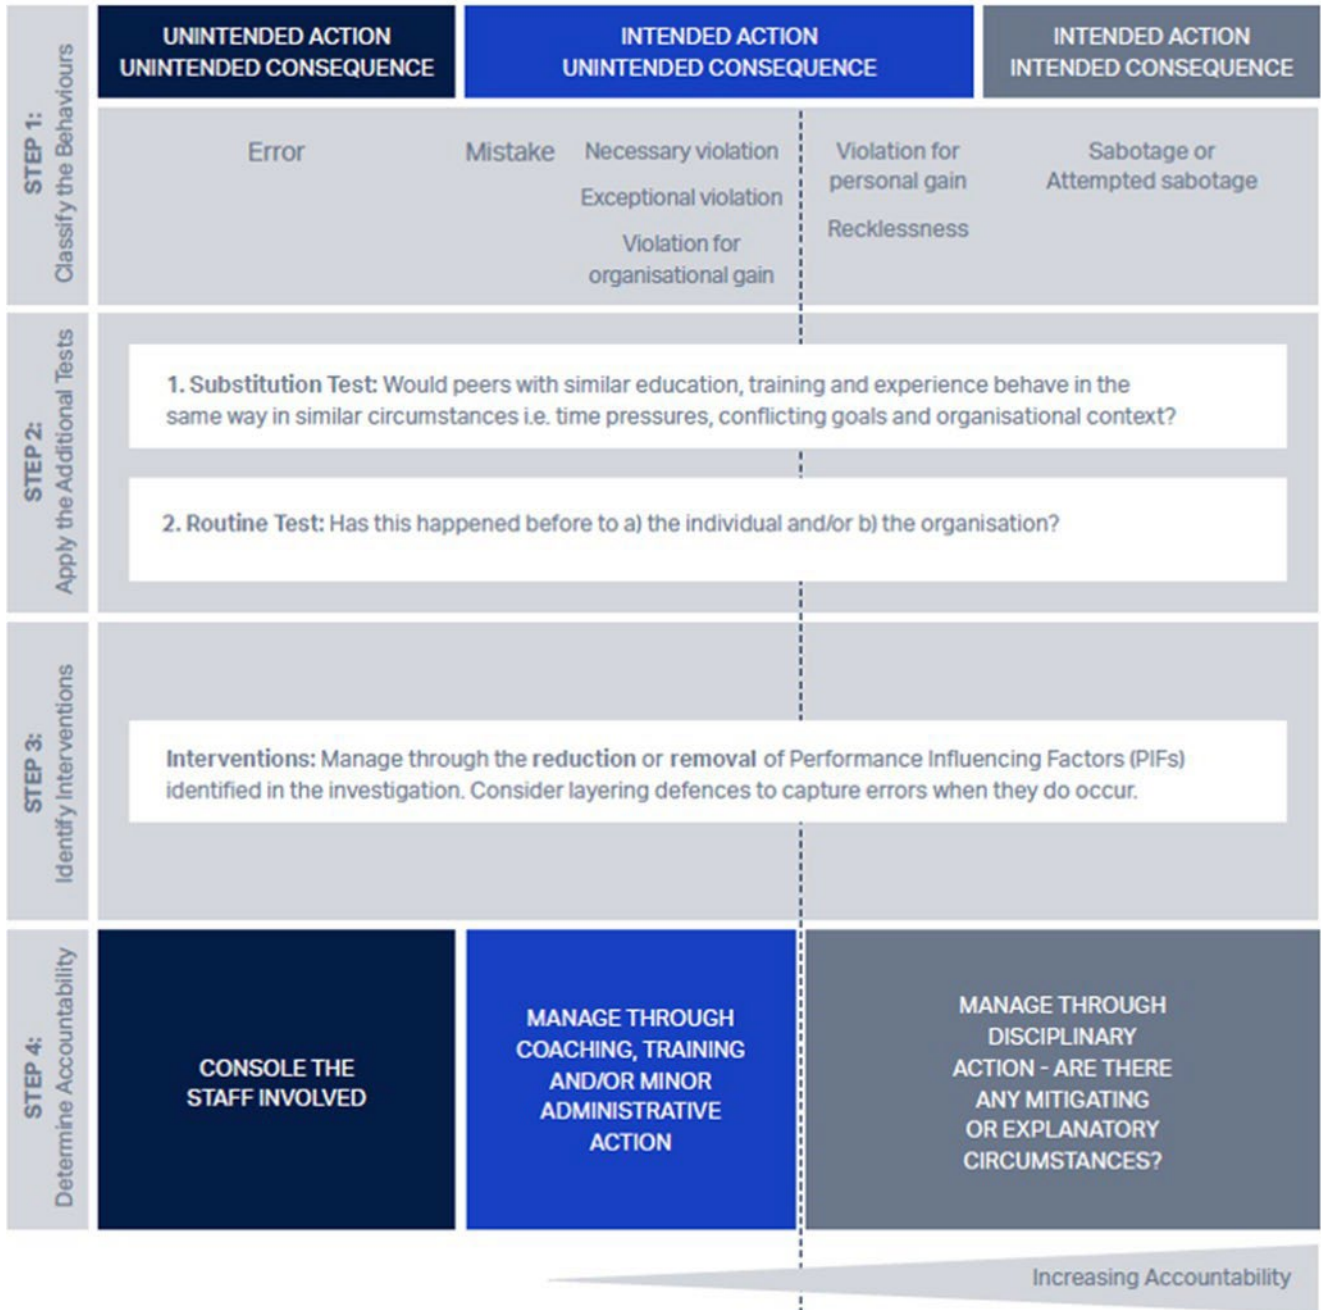 UNINTENDED ACTION
UNINTENDED CONSEQUENCE
INTENDED ACTION
UNINTENDED CONSEQUENCE
INTENDED ACTION
INTENDED CONSEQUENCE
STEP 1:
Classify the Behaviours
Error
Mistake
Necessary violation
Exceptional violation
Violation for
organisational gain
Violation for
personal gain
Recklessness
Sabotage or
Attempted sabotage
STEP 2:
Apply the Additional Tests
1. Substitution Test: Would peers with similar education, training and experience behave in the
same way in similar circumstances i.e. time pressures, conflicting goals and organisational context?
2. Routine Test: Has this happened before to a) the individual and/or b) the organisation?
STEP 3:
Identify Interventions
Interventions: Manage through the reduction or removal of Performance Influencing Factors (PIFs)
identified in the investigation. Consider layering defences to capture errors when they do occur.
STEP 4:
Determine Accountability
CONSOLE THE
STAFF INVOLVED
MANAGE THROUGH
COACHING, TRAINING
AND/OR MINOR
ADMINISTRATIVE
ACTION
MANAGE THROUGH
DISCIPLINARY
ACTION - ARE THERE
ANY MITIGATING
OR EXPLANATORY
CIRCUMSTANCES?
Increasing Accountability